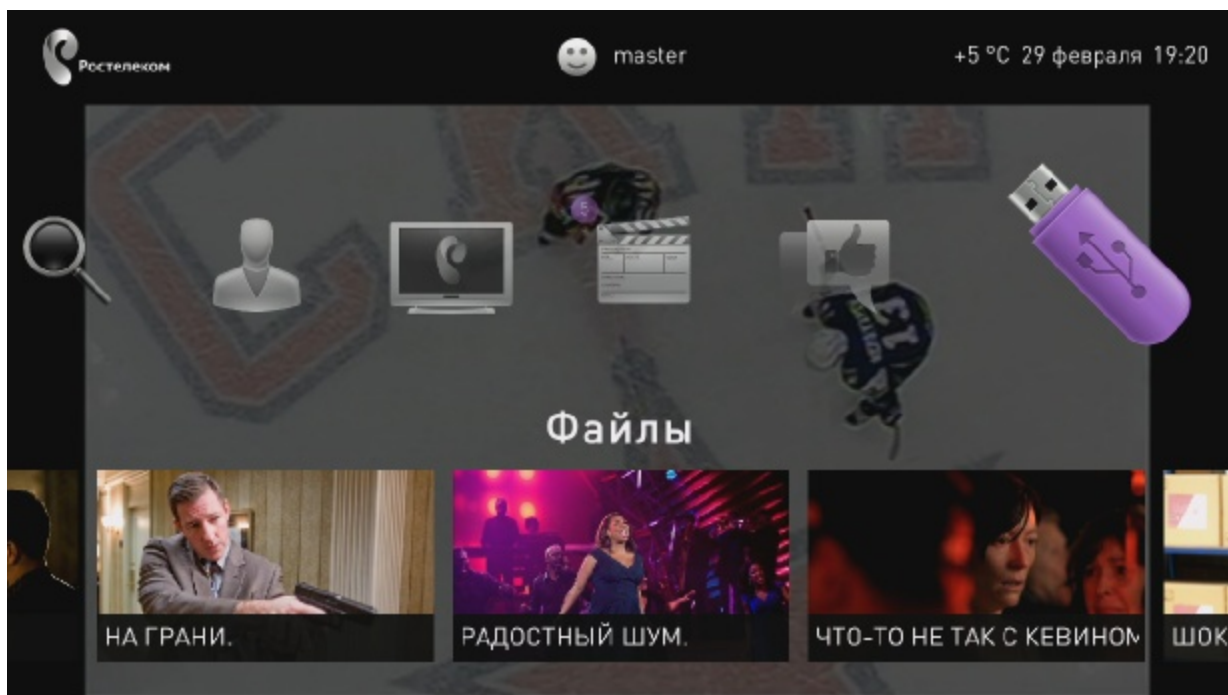 Ростелеком
master
+5 °C 29 февраля 19:20
Файлы
НА ГРАНИ.
РАДОСТНЫЙ ШУМ.
ЧТО-ТО НЕ ТАК С КЕВИНОМ
ШОК